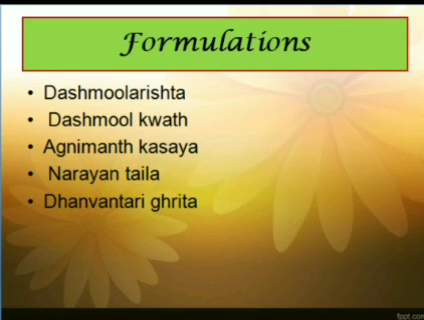 Formulations
• Dashmoolarishta
• Dashmool kwath
• Agnimanth kasaya
• Narayan taila
• Dhanvantari ghrita
fppt.com